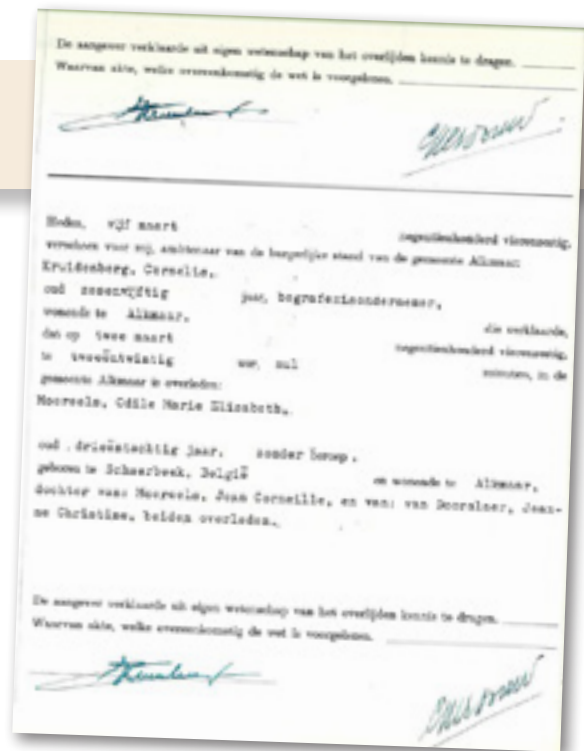 De aangever verklaarde uit eigen wetenschap van het overlijden kennis te dragen.
Waarvan akte, welke overeenkomstig de wet is voorgelezen.
Heden, vijf maart negentienhonderd vierenzestig,
verscheen voor mij, ambtenaar van de burgerlijke stand van de gemeente Alkmaar:
Kruidenberg, Cornelis,
oud zesenvijftig jaar, begrafenisondernemer,
wonende te Alkmaar, die verklaarde,
dat op twee maart negentienhonderd vierenzestig,
te tweeëntwintig uur, nul minuten, in de
gemeente Alkmaar is overleden:
Moereels, Odile Marie Elisabeth,
oud drieëntachtig jaar, zonder beroep,
geboren te Schaerbeek, België en wonende te Alkmaar,
dochter van: Moereels, Jean Corneille, en van: van Jean-
ne Christine, beiden overleden.
De aangever verklaarde uit eigen wetenschap van het overlijden kennis te dragen.
Waarvan akte, welke overeenkomstig de wet is voorgelezen.